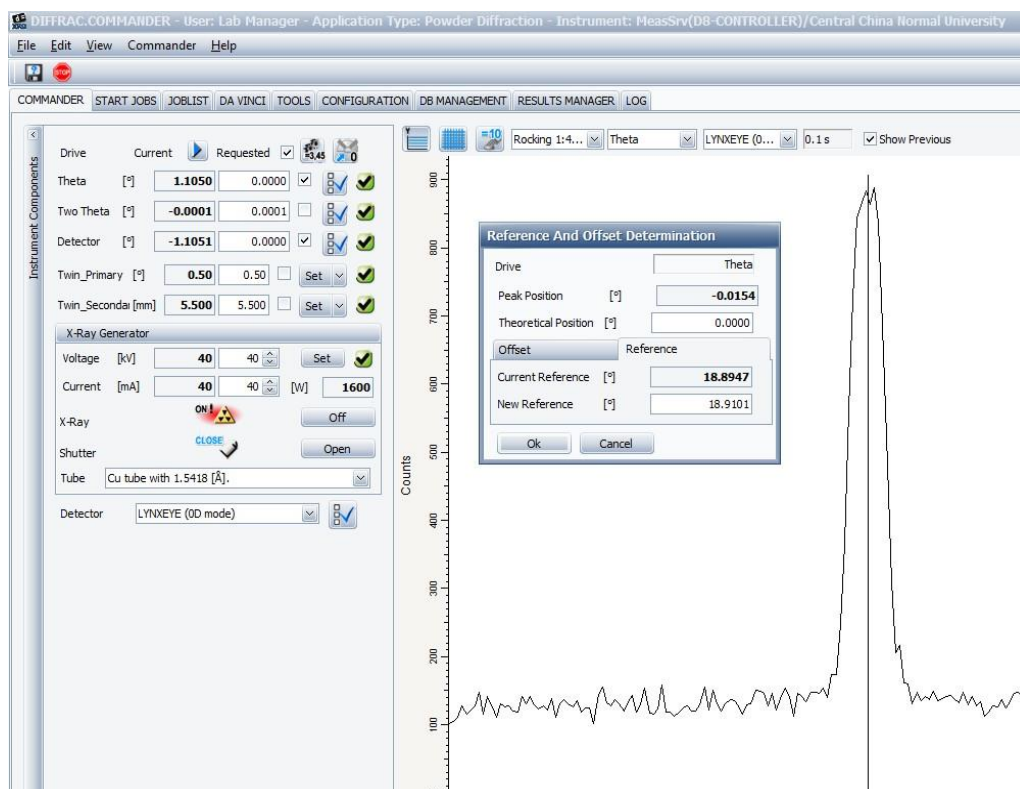 DIFFRAC.COMMANDER - User: Lab Manager - Application Type: Powder Diffraction - Instrument: MeasSrv(D8-CONTROLLER)/Central China Normal University
File Edit View Commander Help
STOP
COMMANDER START JOBS JOBLIST DA VINCI TOOLS CONFIGURATION DB MANAGEMENT RESULTS MANAGER LOG
Instrument Components
Drive Current Requested =3,45 0
Theta [°] 1.1050 0.0000
Two Theta [°] -0.0001 0.0001
Detector [°] -1.1051 0.0000
Twin_Primary [°] 0.50 0.50 Set
Twin_Secondar [mm] 5.500 5.500 Set
X-Ray Generator
Voltage [kV] 40 40 Set
Current [mA] 40 40 [W] 1600
X-Ray ON! Off
Shutter CLOSE Open
Tube Cu tube with 1.5418 [Å].
Detector LYNXEYE (0D mode)
=10 Rocking 1:4... Theta LYNXEYE (0... 0.1 s Show Previous
Counts
900
800
700
600
500
400
300
200
100
Reference And Offset Determination
Drive Theta
Peak Position [°] -0.0154
Theoretical Position [°] 0.0000
Offset Reference
Current Reference [°] 18.8947
New Reference [°] 18.9101
Ok Cancel